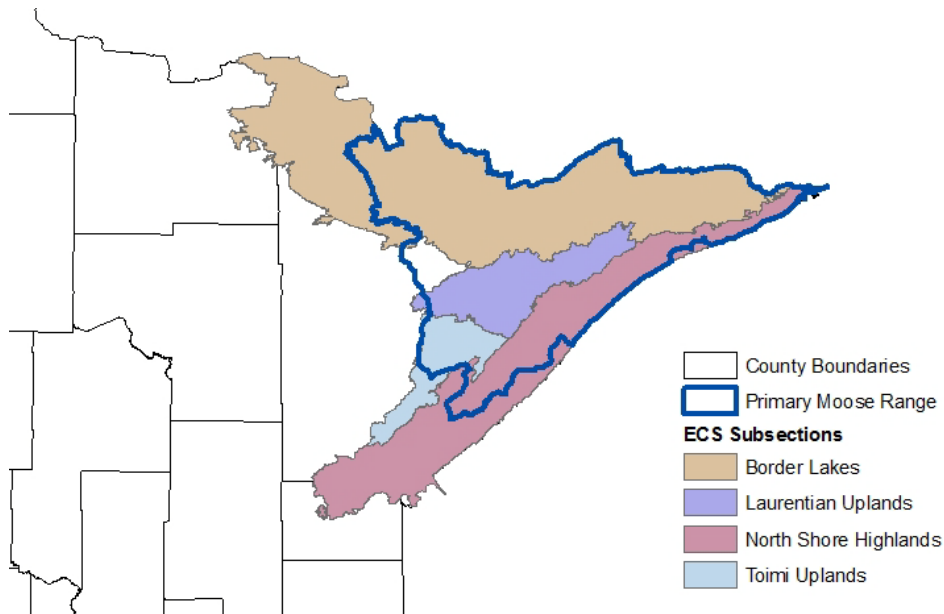 County Boundaries
Primary Moose Range
ECS Subsections
Border Lakes
Laurentian Uplands
North Shore Highlands
Toimi Uplands